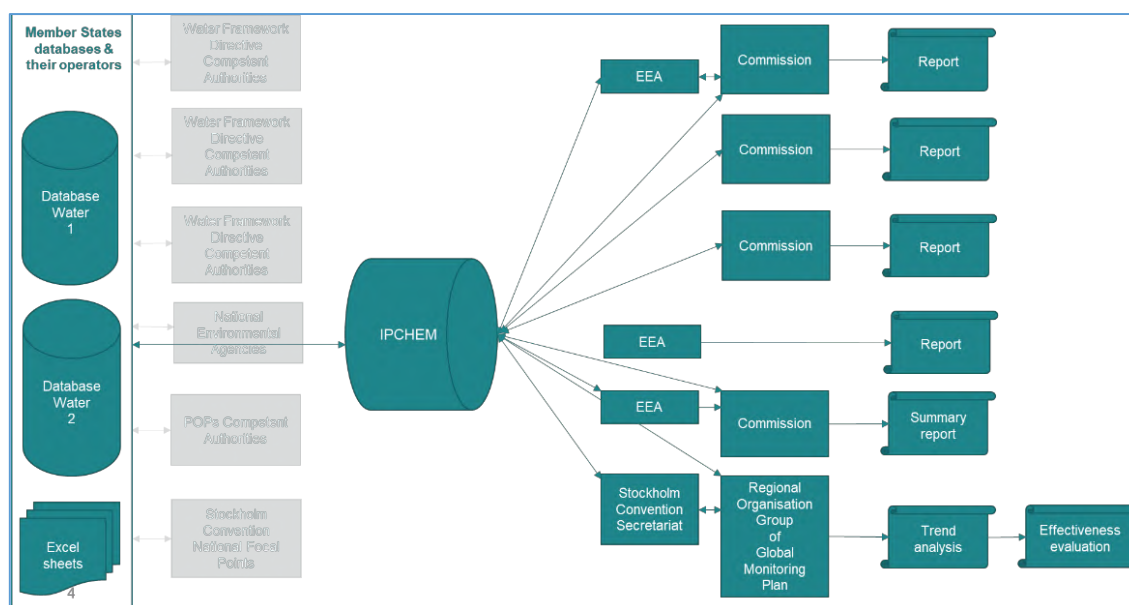 Member States
databases &
their operators
Database
Water
1
Database
Water
2
Excel
sheets
4
Water Framework
Directive
Competent
Authorities
Water Framework
Directive
Competent
Authorities
Water Framework
Directive
Competent
Authorities
National
Environmental
Agencies
POPs Competent
Authorities
Stockholm
Convention
National Focal
Points
IPCHEM
EEA
Commission
Report
Commission
Report
Commission
Report
EEA
Report
EEA
Commission
Summary
report
Stockholm
Convention
Secretariat
Regional
Organisation
Group
of
Global
Monitoring
Plan
Trend
analysis
Effectiveness
evaluation